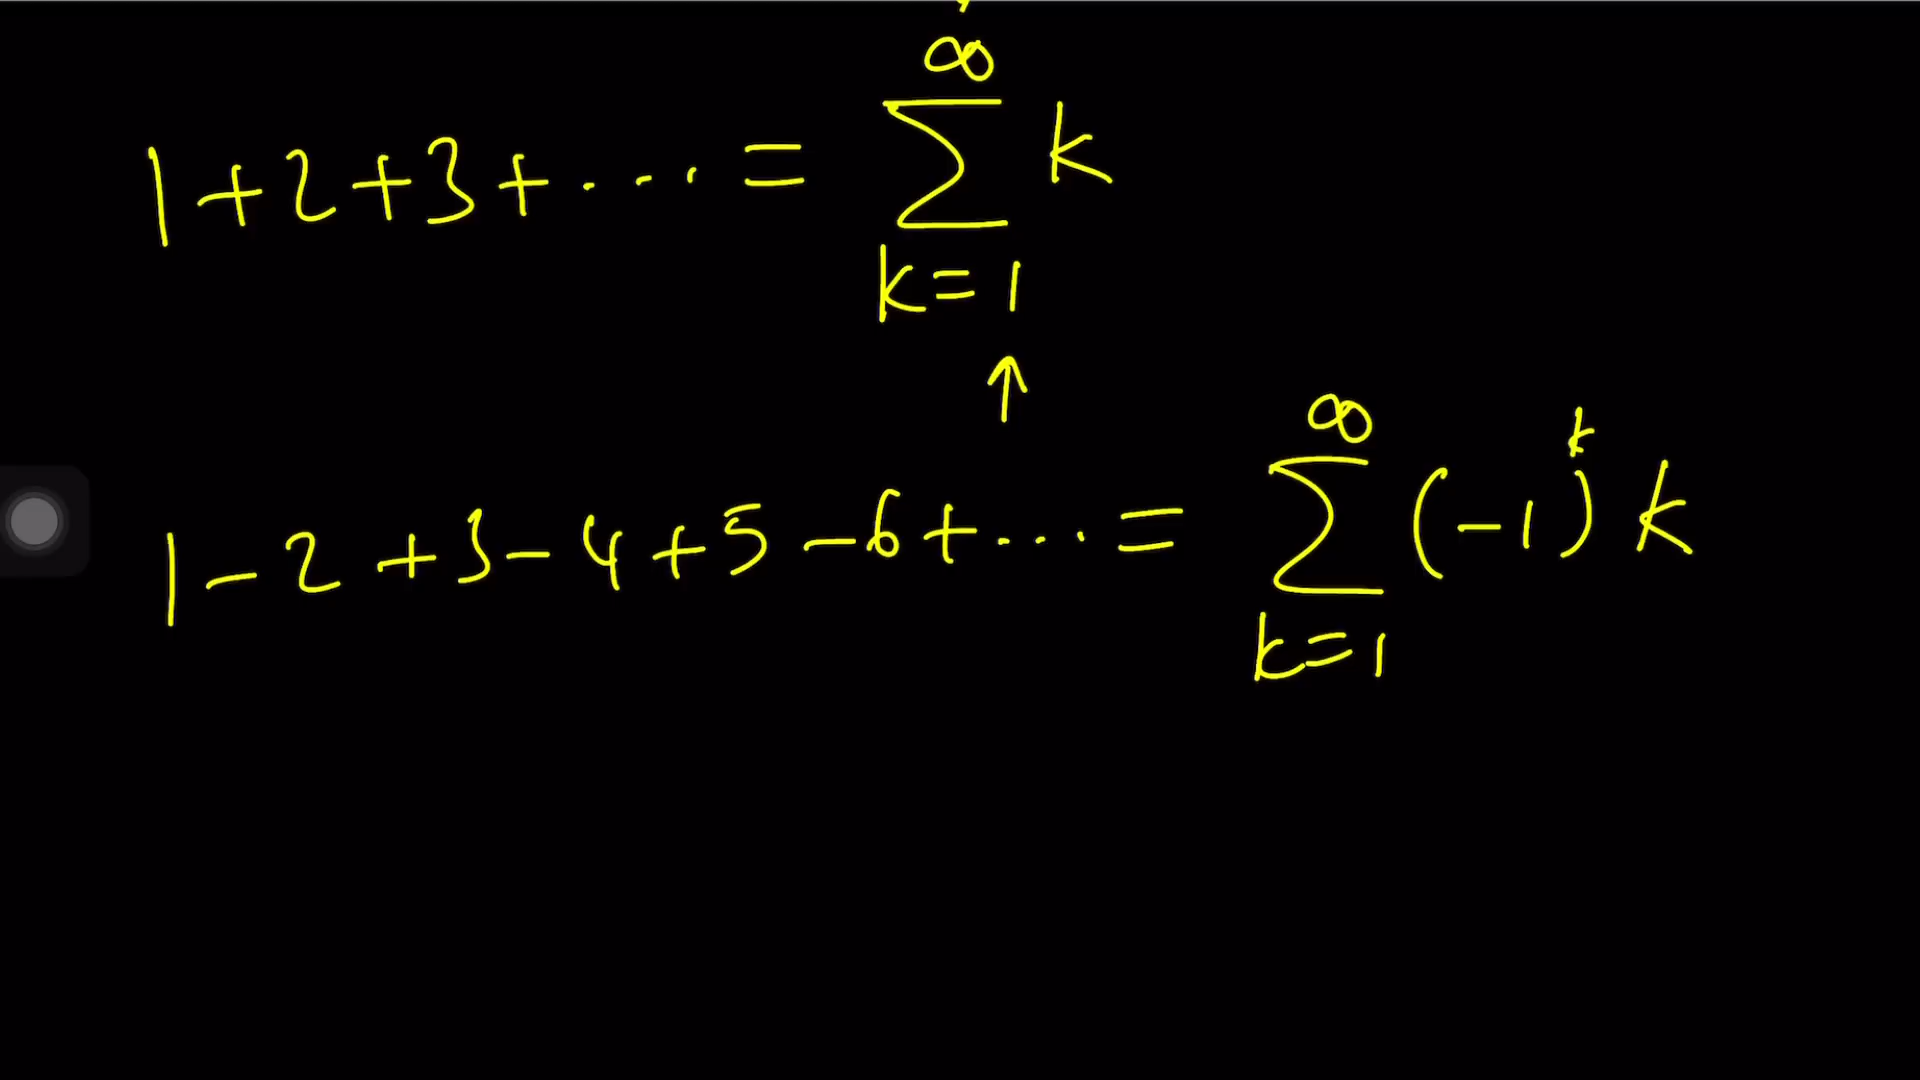 ∞
1+2+3+··· = Σ k
k=1
↑
∞
1-2+3-4+5-6+... = Σ (-1)^k k
k=1